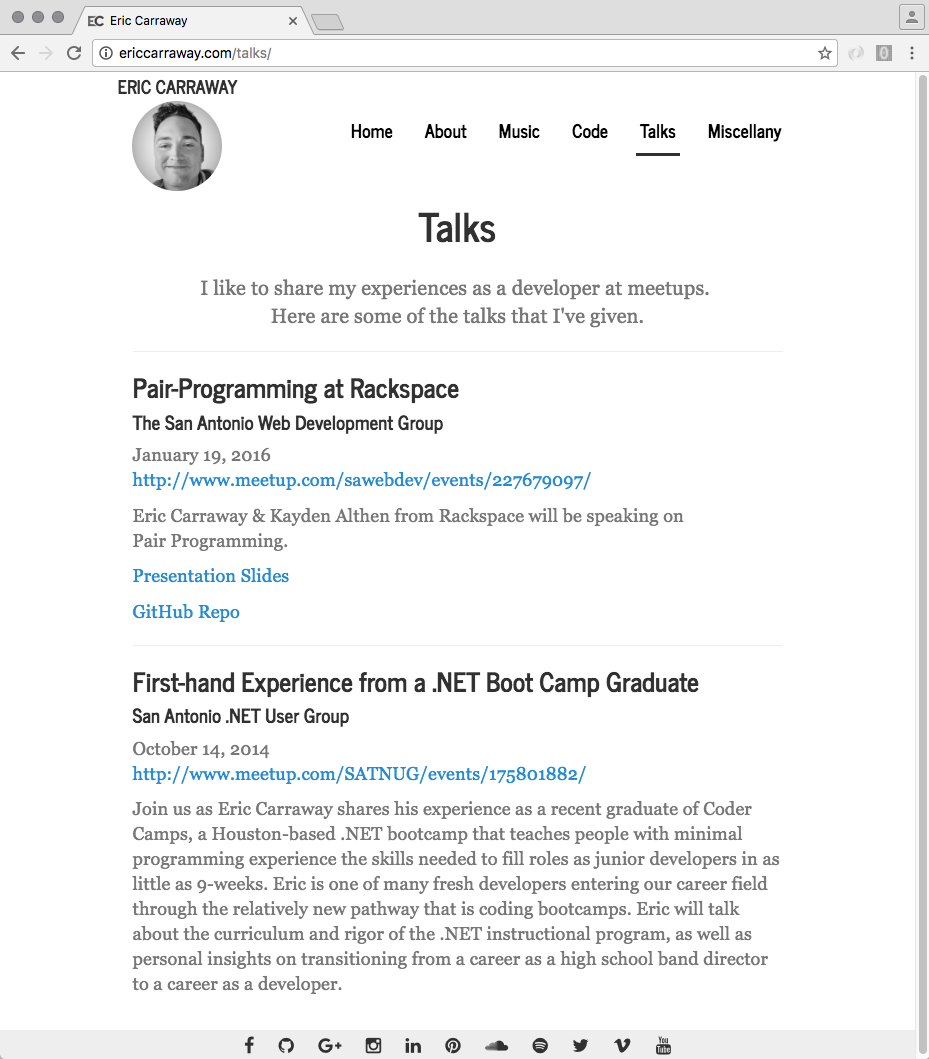 EC Eric Carraway
ericcarraway.com/talks/
ERIC CARRAWAY
Home About Music Code Talks Miscellany
Talks
I like to share my experiences as a developer at meetups.
Here are some of the talks that I've given.
Pair-Programming at Rackspace
The San Antonio Web Development Group
January 19, 2016
http://www.meetup.com/sawebdev/events/227679097/
Eric Carraway & Kayden Althen from Rackspace will be speaking on
Pair Programming.
Presentation Slides
GitHub Repo
First-hand Experience from a .NET Boot Camp Graduate
San Antonio .NET User Group
October 14, 2014
http://www.meetup.com/SATNUG/events/175801882/
Join us as Eric Carraway shares his experience as a recent graduate of Coder
Camps, a Houston-based .NET bootcamp that teaches people with minimal
programming experience the skills needed to fill roles as junior developers in as
little as 9-weeks. Eric is one of many fresh developers entering our career field
through the relatively new pathway that is coding bootcamps. Eric will talk
about the curriculum and rigor of the .NET instructional program, as well as
personal insights on transitioning from a career as a high school band director
to a career as a developer.
You
Tube